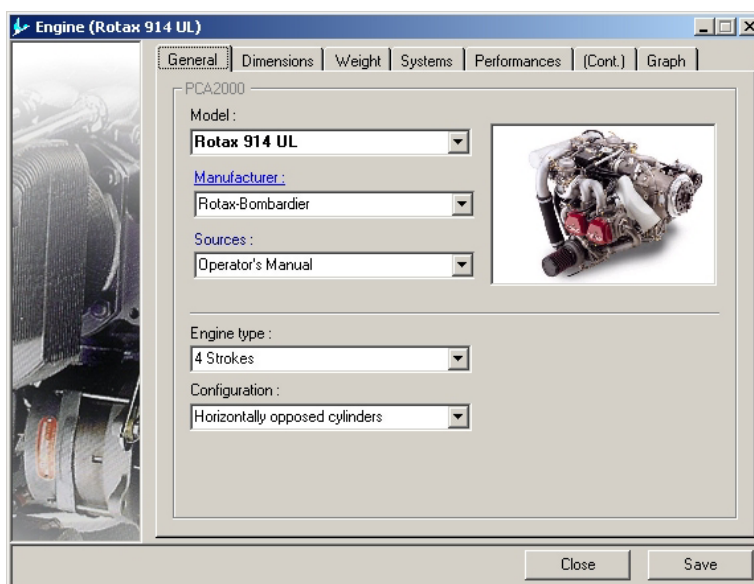 Engine (Rotax 914 UL)
General Dimensions Weight Systems Performances (Cont.) Graph
PCA2000
Model :
Rotax 914 UL
Manufacturer :
Rotax-Bombardier
Sources :
Operator's Manual
Engine type :
4 Strokes
Configuration :
Horizontally opposed cylinders
Close Save